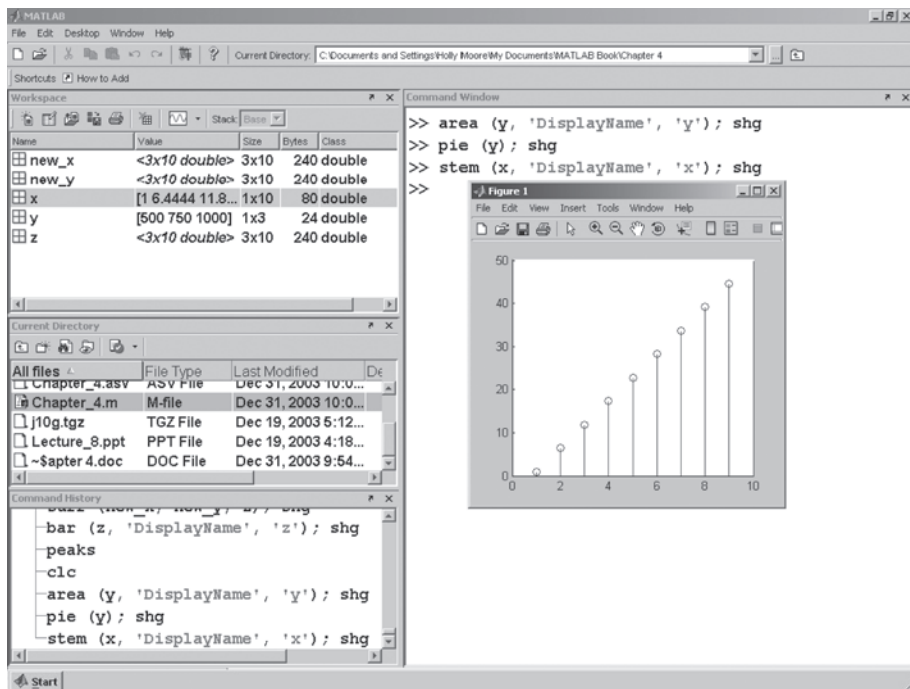 MATLAB
File Edit Desktop Window Help
Current Directory: C:\Documents and Settings\Holly Moore\My Documents\MATLAB Book\Chapter 4
Shortcuts How to Add
Workspace
Stack: Base
Name Value Size Bytes Class
new_x <3x10 double> 3x10 240 double
new_y <3x10 double> 3x10 240 double
x [1 6.4444 11.8... 1x10 80 double
y [500 750 1000] 1x3 24 double
z <3x10 double> 3x10 240 double
Current Directory
All files File Type Last Modified De
Chapter_4.asv ASV File Dec 31, 2003 10:0...
Chapter_4.m M-file Dec 31, 2003 10:0...
j10g.tgz TGZ File Dec 19, 2003 5:12...
Lecture_8.ppt PPT File Dec 19, 2003 4:18...
~$apter 4.doc DOC File Dec 31, 2003 9:54...
Command History
bar (z, 'DisplayName', 'z'); shg
peaks
clc
area (y, 'DisplayName', 'y'); shg
pie (y); shg
stem (x, 'DisplayName', 'x'); shg
Command Window
>> area (y, 'DisplayName', 'y'); shg
>> pie (y); shg
>> stem (x, 'DisplayName', 'x'); shg
>>
Figure 1
File Edit View Insert Tools Window Help
50
40
30
20
10
0
0 2 4 6 8 10
Start